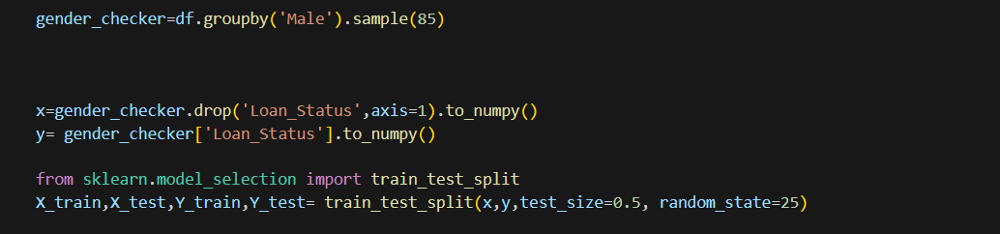 gender_checker=df.groupby('Male').sample(85)
x=gender_checker.drop('Loan_Status',axis=1).to_numpy()
y= gender_checker['Loan_Status'].to_numpy()
from sklearn.model_selection import train_test_split
X_train,X_test,Y_train,Y_test= train_test_split(x,y,test_size=0.5, random_state=25)